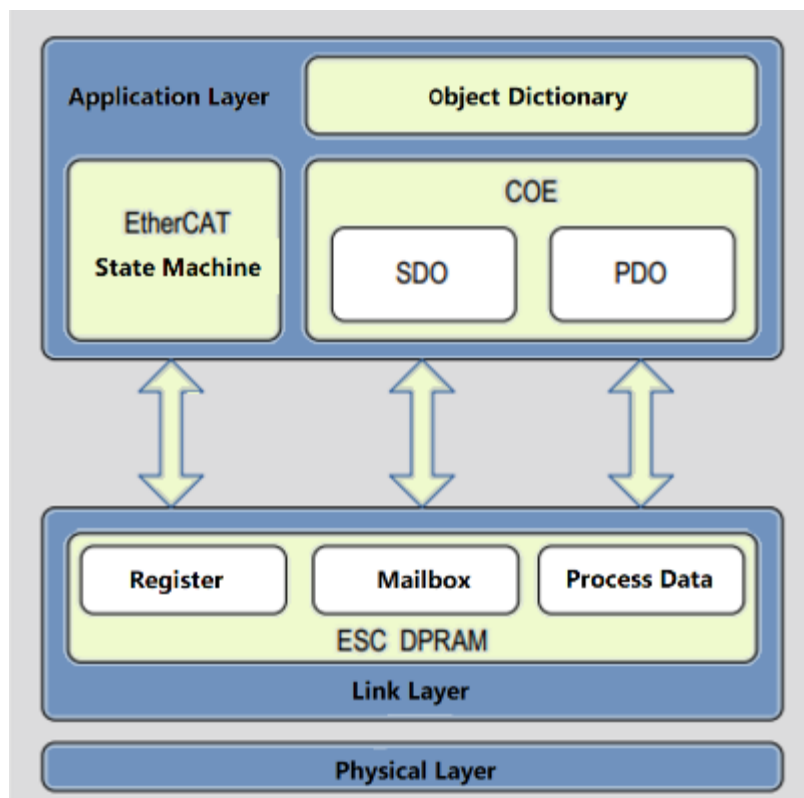 Application Layer
Object Dictionary
EtherCAT
State Machine
COE
SDO
PDO
Register
Mailbox
Process Data
ESC DPRAM
Link Layer
Physical Layer